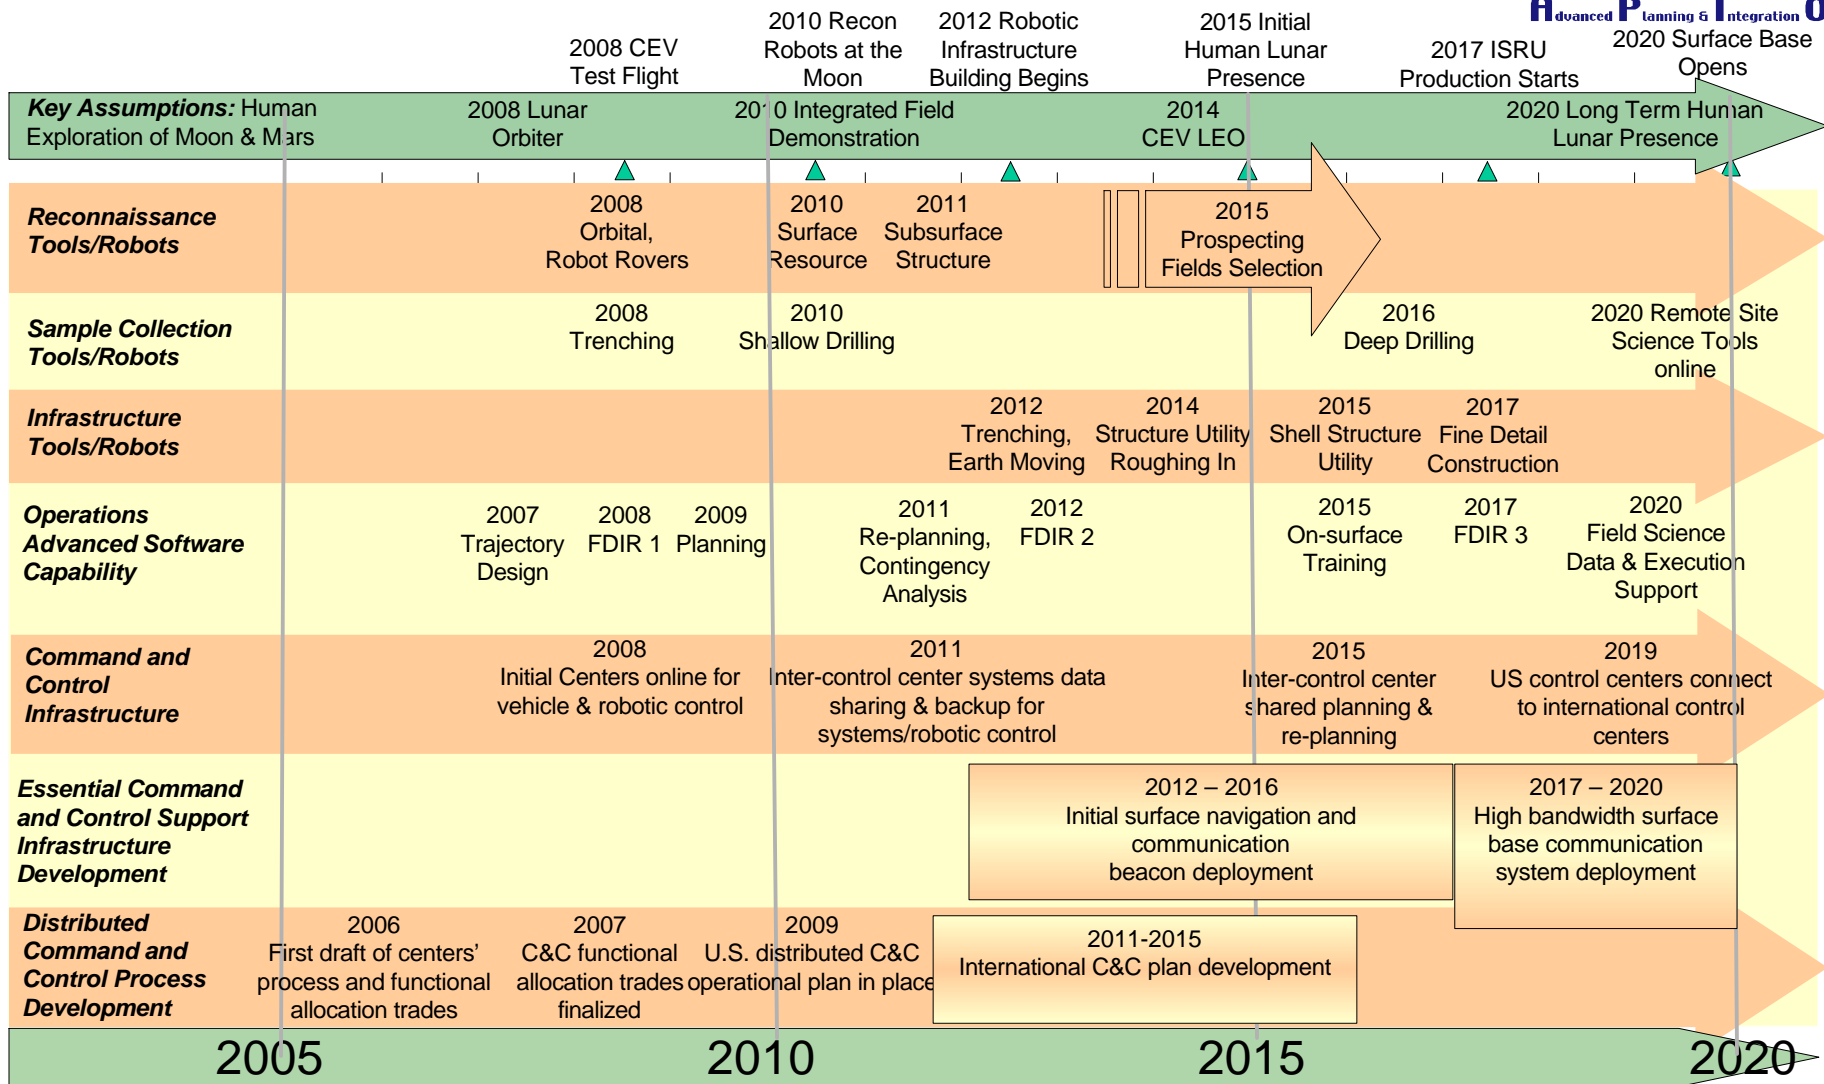 Advanced Planning & Integration O
2008 CEV
Test Flight
2010 Recon
Robots at the
Moon
2012 Robotic
Infrastructure
Building Begins
2015 Initial
Human Lunar
Presence
2017 ISRU
Production Starts
2020 Surface Base
Opens
Key Assumptions: Human
Exploration of Moon & Mars
2008 Lunar
Orbiter
2010 Integrated Field
Demonstration
2014
CEV LEO
2020 Long Term Human
Lunar Presence
Reconnaissance
Tools/Robots
2008
Orbital,
Robot Rovers
2010
Surface
Resource
2011
Subsurface
Structure
2015
Prospecting
Fields Selection
Sample Collection
Tools/Robots
2008
Trenching
2010
Shallow Drilling
2016
Deep Drilling
2020 Remote Site
Science Tools
online
Infrastructure
Tools/Robots
2012
Trenching,
Earth Moving
2014
Structure Utility
Roughing In
2015
Shell Structure
Utility
2017
Fine Detail
Construction
Operations
Advanced Software
Capability
2007
Trajectory
Design
2008
FDIR 1
2009
Planning
2011
Re-planning,
Contingency
Analysis
2012
FDIR 2
2015
On-surface
Training
2017
FDIR 3
2020
Field Science
Data & Execution
Support
Command and
Control
Infrastructure
2008
Initial Centers online for
vehicle & robotic control
2011
Inter-control center systems data
sharing & backup for
systems/robotic control
2015
Inter-control center
shared planning &
re-planning
2019
US control centers connect
to international control
centers
Essential Command
and Control Support
Infrastructure
Development
2012 – 2016
Initial surface navigation and
communication
beacon deployment
2017 – 2020
High bandwidth surface
base communication
system deployment
Distributed
Command and
Control Process
Development
2006
First draft of centers’
process and functional
allocation trades
2007
C&C functional
allocation trades
finalized
2009
U.S. distributed C&C
operational plan in place
2011-2015
International C&C plan development
2005
2010
2015
2020